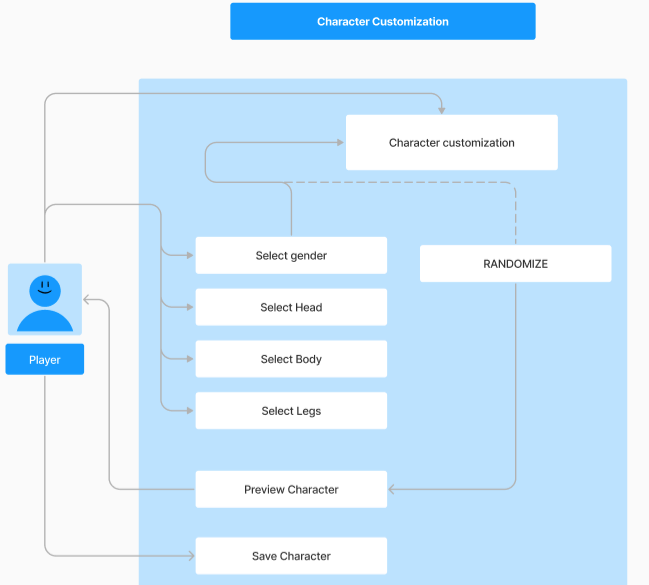 Character Customization
Character customization
Select gender
RANDOMIZE
Select Head
Select Body
Player
Select Legs
Preview Character
Save Character